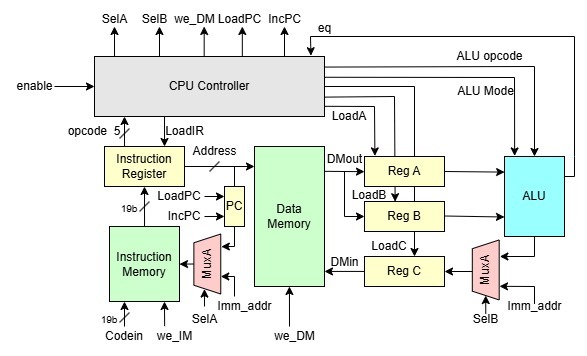 eq
SelA SelB we_DM LoadPC IncPC
ALU opcode
enable
CPU Controller
ALU Mode
LoadA
opcode 5 LoadIR
Address
Instruction
Register
DMout
Reg A
LoadPC
PC
LoadB
ALU
IncPC
19b
Data
Memory
Reg B
LoadC
Instruction
Memory
MuxA
DMin
Reg C
MuxA
Imm_addr
Imm_addr
19b
SelA
SelB
Codein
we_IM
we_DM